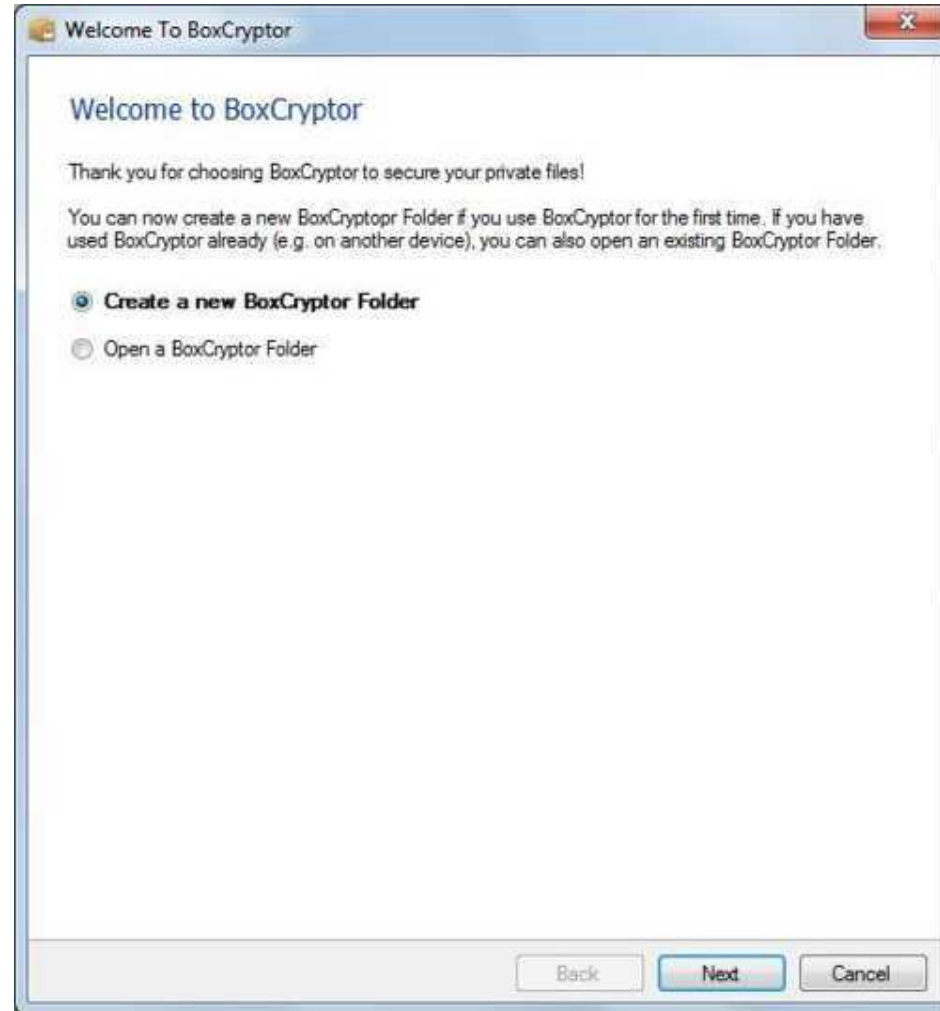 Welcome To BoxCryptor
Welcome to BoxCryptor
Thank you for choosing BoxCryptor to secure your private files!
You can now create a new BoxCryptopr Folder if you use BoxCryptor for the first time. If you have
used BoxCryptor already (e.g. on another device), you can also open an existing BoxCryptor Folder.
Create a new BoxCryptor Folder
Open a BoxCryptor Folder
Back Next Cancel